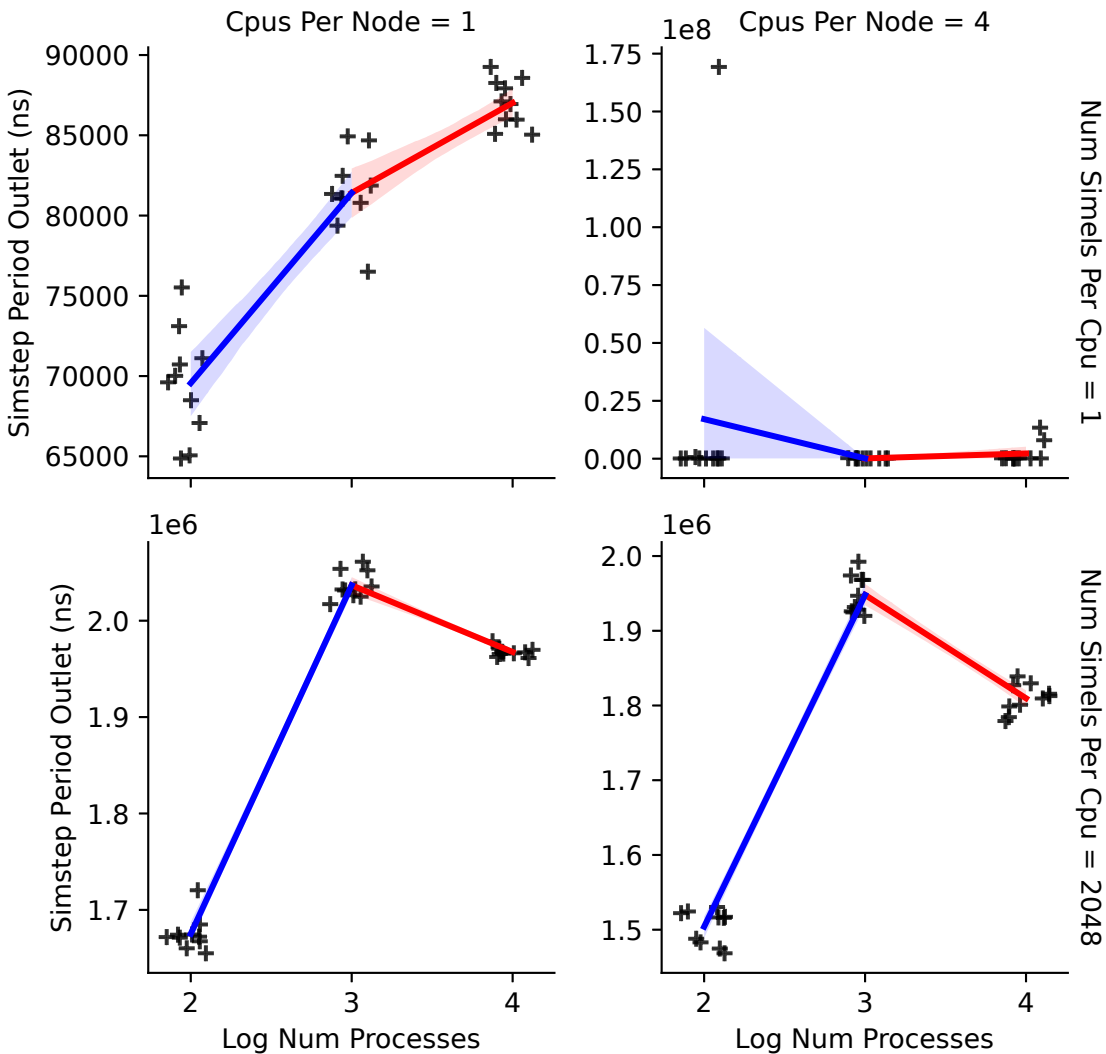 Cpus Per Node = 1
1e8 Cpus Per Node = 4
Simstep Period Outlet (ns)
90000
85000
80000
75000
70000
65000
1.75
1.50
1.25
1.00
0.75
0.50
0.25
0.00
Num Simels Per Cpu = 1
1e6
Simstep Period Outlet (ns)
2.0
1.9
1.8
1.7
2 3 4
Log Num Processes
1e6
2.0
1.9
1.8
1.7
1.6
1.5
2 3 4
Log Num Processes
Num Simels Per Cpu = 2048